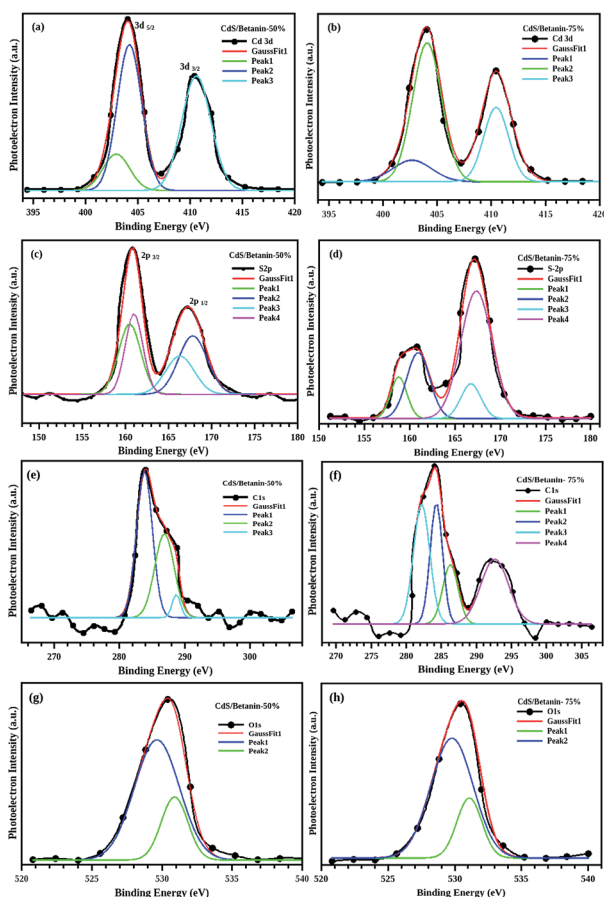 (a)
CdS/Betanin-50%
3d 5/2
3d 3/2
Cd 3d
GaussFit1
Peak1
Peak2
Peak3
Photoelectron Intensity (a.u.)
395 400 405 410 415 420
Binding Energy (eV)
(b)
CdS/Betanin-75%
Cd 3d
GaussFit1
Peak1
Peak2
Peak3
Photoelectron Intensity (a.u.)
395 400 405 410 415 420
Binding Energy (eV)
(c)
CdS/Betanin-50%
2p 3/2
2p 1/2
S2p
GaussFit1
Peak1
Peak2
Peak3
Peak4
Photoelectron Intensity (a.u.)
150 155 160 165 170 175 180
Binding Energy (eV)
(d)
CdS/Betanin-75%
S-2p
GaussFit1
Peak1
Peak2
Peak3
Peak4
Photoelectron Intensity (a.u.)
150 155 160 165 170 175 180
Binding Energy (eV)
(e)
CdS/Betanin-50%
C1s
GaussFit1
Peak1
Peak2
Peak3
Photoelectron Intensity (a.u.)
270 280 290 300
Binding Energy (eV)
(f)
CdS/Betanin- 75%
C1s
GaussFit1
Peak1
Peak2
Peak3
Peak4
Photoelectron Intensity (a.u.)
270 275 280 285 290 295 300 305
Binding Energy (eV)
(g)
CdS/Betanin-50%
O1s
GaussFit1
Peak1
Peak2
Photoelectron Intensity (a.u.)
520 525 530 535 540
Binding Energy (eV)
(h)
CdS/Betanin- 75%
O1s
GaussFit1
Peak1
Peak2
Photoelectron Intensity (a.u.)
520 525 530 535 540
Binding Energy (eV)